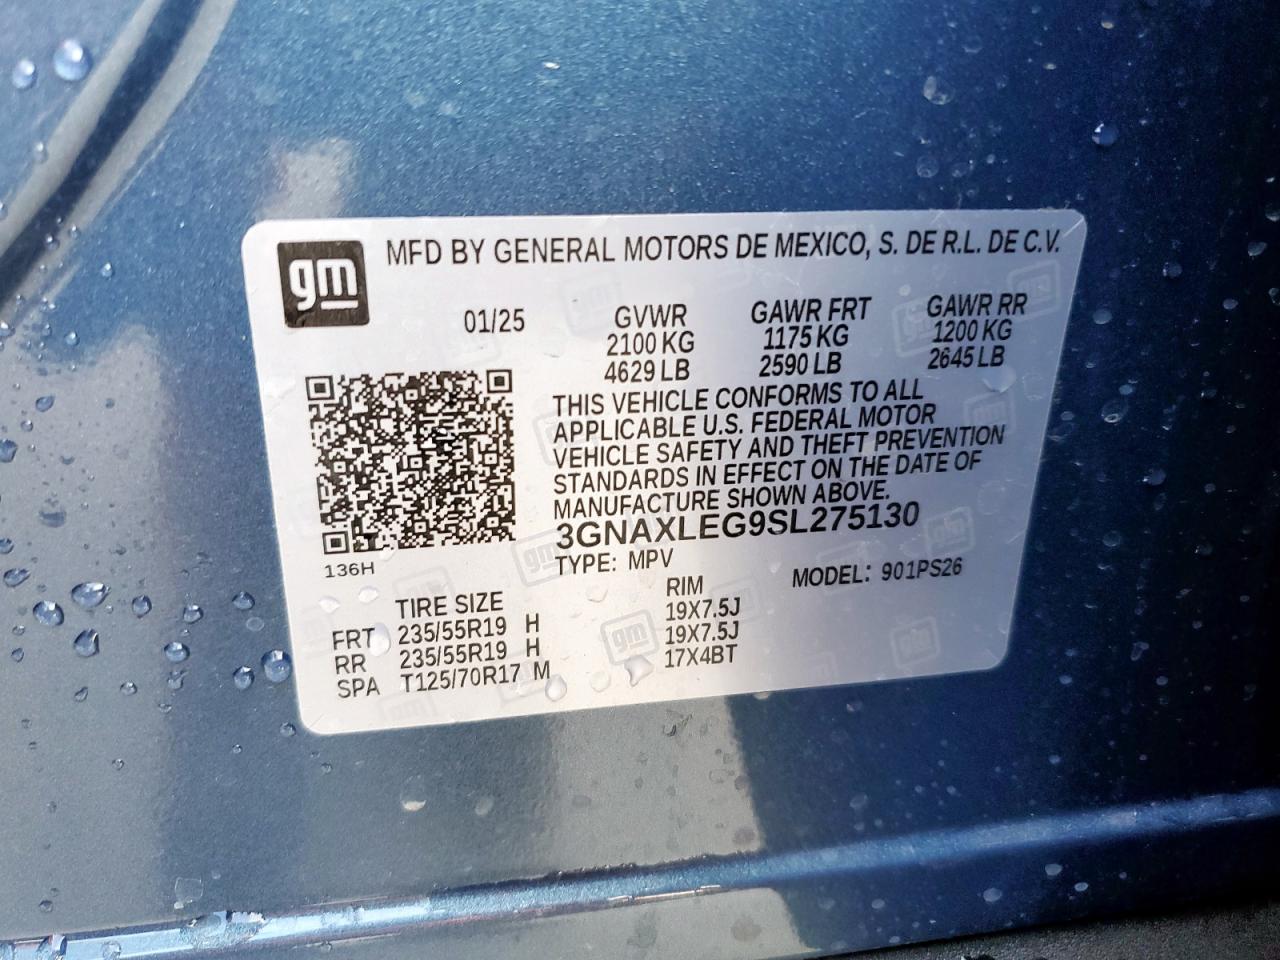 gm
MFD BY GENERAL MOTORS DE MEXICO, S. DE R.L. DE C.V.
01/25 GVWR GAWR FRT GAWR RR
2100 KG 1175 KG 1200 KG
4629 LB 2590 LB 2645 LB
THIS VEHICLE CONFORMS TO ALL
APPLICABLE U.S. FEDERAL MOTOR
VEHICLE SAFETY AND THEFT PREVENTION
STANDARDS IN EFFECT ON THE DATE OF
MANUFACTURE SHOWN ABOVE.
3GNAXLEG9SL275130
136H
TYPE: MPV MODEL: 901PS26
TIRE SIZE RIM
FRT 235/55R19 H 19X7.5J
RR 235/55R19 H 19X7.5J
SPA T125/70R17 M 17X4BT